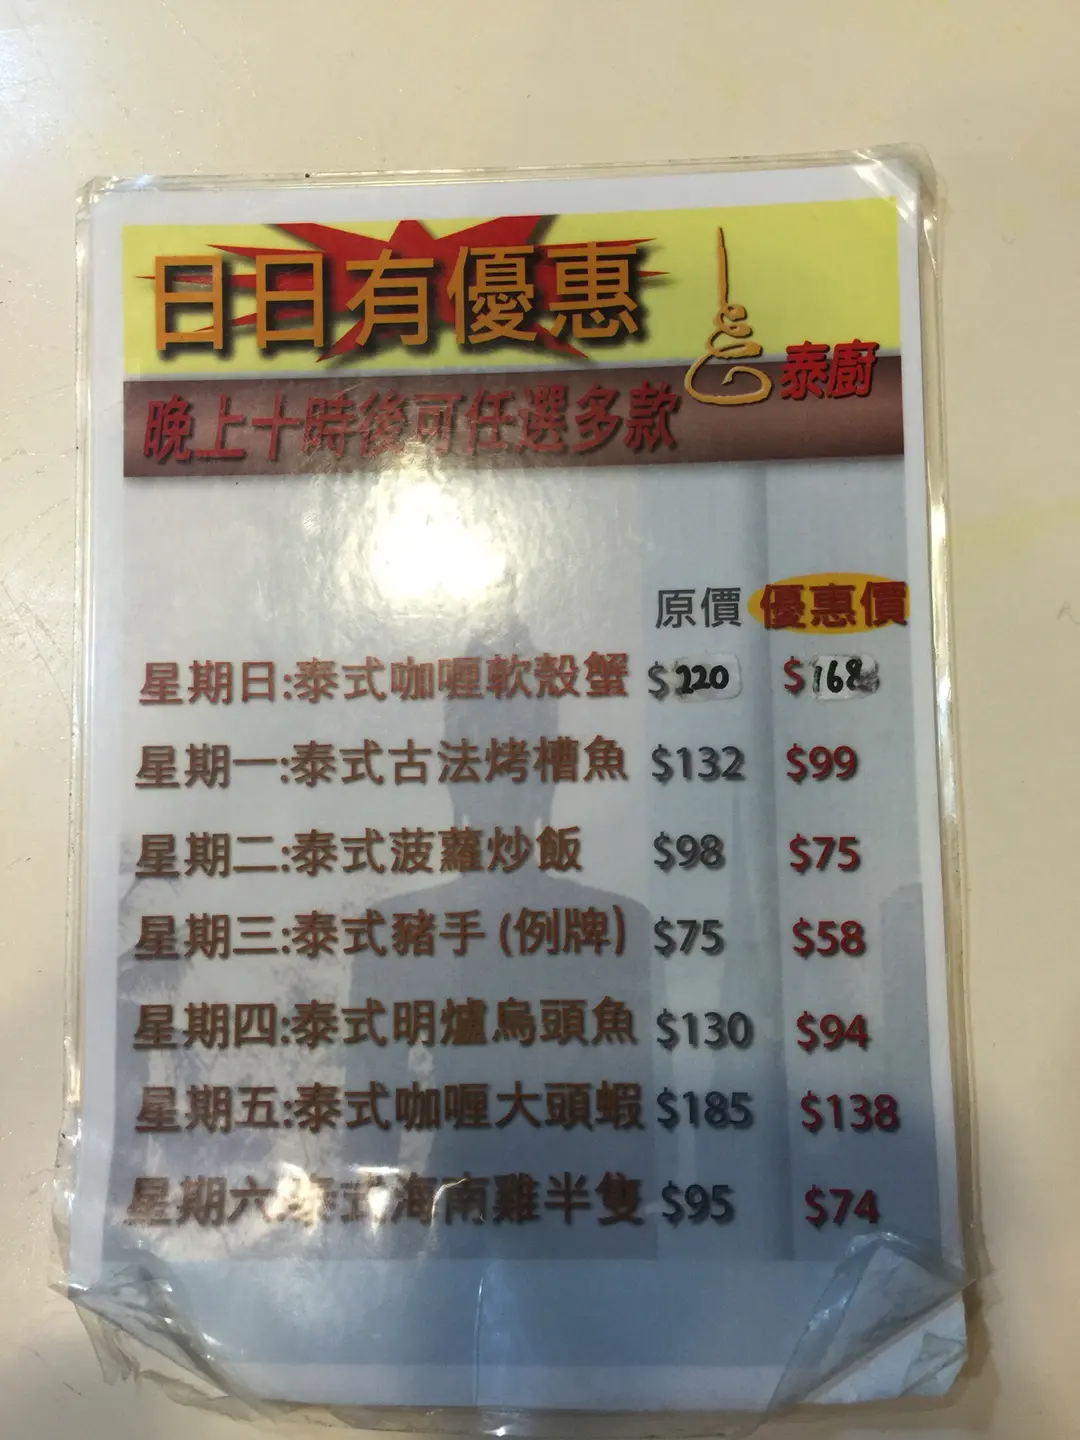 日日有優惠
泰廚
晚上十時後可任選多款
原價 優惠價
星期日:泰式咖喱軟殼蟹 $220 $168
星期一:泰式古法烤槽魚 $132 $99
星期二:泰式菠蘿炒飯 $98 $75
星期三:泰式豬手 (例牌) $75 $58
星期四:泰式明爐烏頭魚 $130 $94
星期五:泰式咖喱大頭蝦 $185 $138
星期六:泰式海南雞半隻 $95 $74